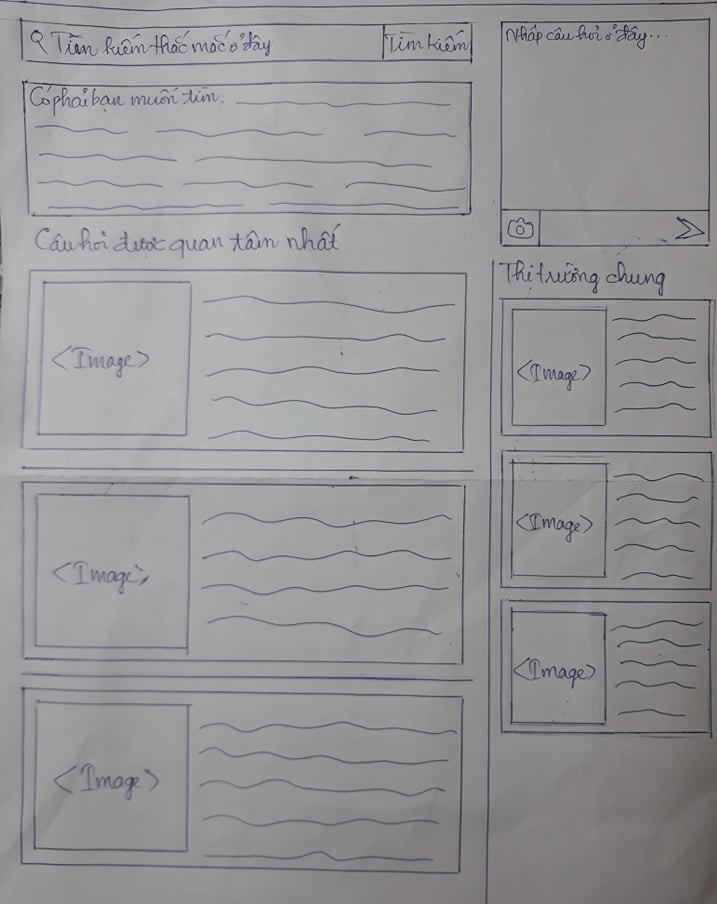 Tìm kiếm thắc mắc ở đây
Tìm kiếm
Có phải bạn muốn tìm:
Câu hỏi được quan tâm nhất
<Image>
<Image>
<Image>
Nhấp câu hỏi ở đây...
Thị trường chung
<Image>
<Image>
<Image>